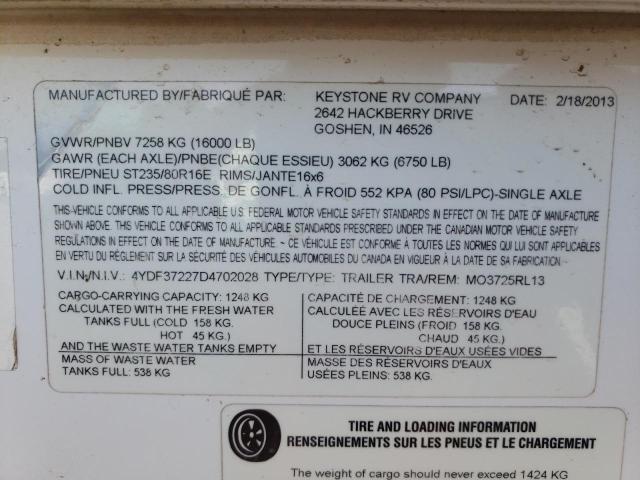 MANUFACTURED BY/FABRIQUÉ PAR: KEYSTONE RV COMPANY DATE: 2/18/2013
2642 HACKBERRY DRIVE
GOSHEN, IN 46526
GVWR/PNBV 7258 KG (16000 LB)
GAWR (EACH AXLE)/PNBE(CHAQUE ESSIEU) 3062 KG (6750 LB)
TIRE/PNEU ST235/80R16E RIMS/JANTE16x6
COLD INFL. PRESS/PRESS. DE GONFL. À FROID 552 KPA (80 PSI/LPC)-SINGLE AXLE
THIS-VEHICLE CONFORMS TO ALL APPLICABLE U.S. FEDERAL MOTOR VEHICLE SAFETY STANDARDS IN EFFECT ON THE DATE OF MANUFACTURE
SHOWN ABOVE. THIS VEHICLE CONFORMS TO ALL APPLICABLE STANDARDS PRESCRIBED UNDER THE CANADIAN MOTOR VEHICLE SAFETY
REGULATIONS IN EFFECT ON THE DATE OF MANUFACTURE ~ CE VÉHICULE EST CONFORME À TOUTES LES NORMES QUI LUI SONT APPLICABLES
EN VERTU DU RÈGLEMENT SUR LA SÉCURITÉ DES VÉHICULES AUTOMOBILES DU CANADA EN VIGUEUR À LA DATE DE SA FABRICATION.
V.I.N./N.I.V.: 4YDF37227D4702028 TYPE/TYPE: TRAILER TRA/REM: MO3725RL13
CARGO-CARRYING CAPACITY: 1248 KG
CALCULATED WITH THE FRESH WATER
TANKS FULL (COLD 158 KG.
HOT 45 KG.)
AND THE WASTE WATER TANKS EMPTY
MASS OF WASTE WATER
TANKS FULL: 538 KG
CAPACITÉ DE CHARGEMENT: 1248 KG
CALCULÉE AVEC LES RÉSERVOIRS D'EAU
DOUCE PLEINS (FROID 158 KG.
CHAUD 45 KG.)
ET LES RÉSERVOIRS D'EAUX USÉES VIDES
MASSE DES RÉSERVOIRS D'EAUX
USÉES PLEINS: 538 KG.
TIRE AND LOADING INFORMATION
RENSEIGNEMENTS SUR LES PNEUS ET LE CHARGEMENT
The weight of cargo should never exceed 1424 KG